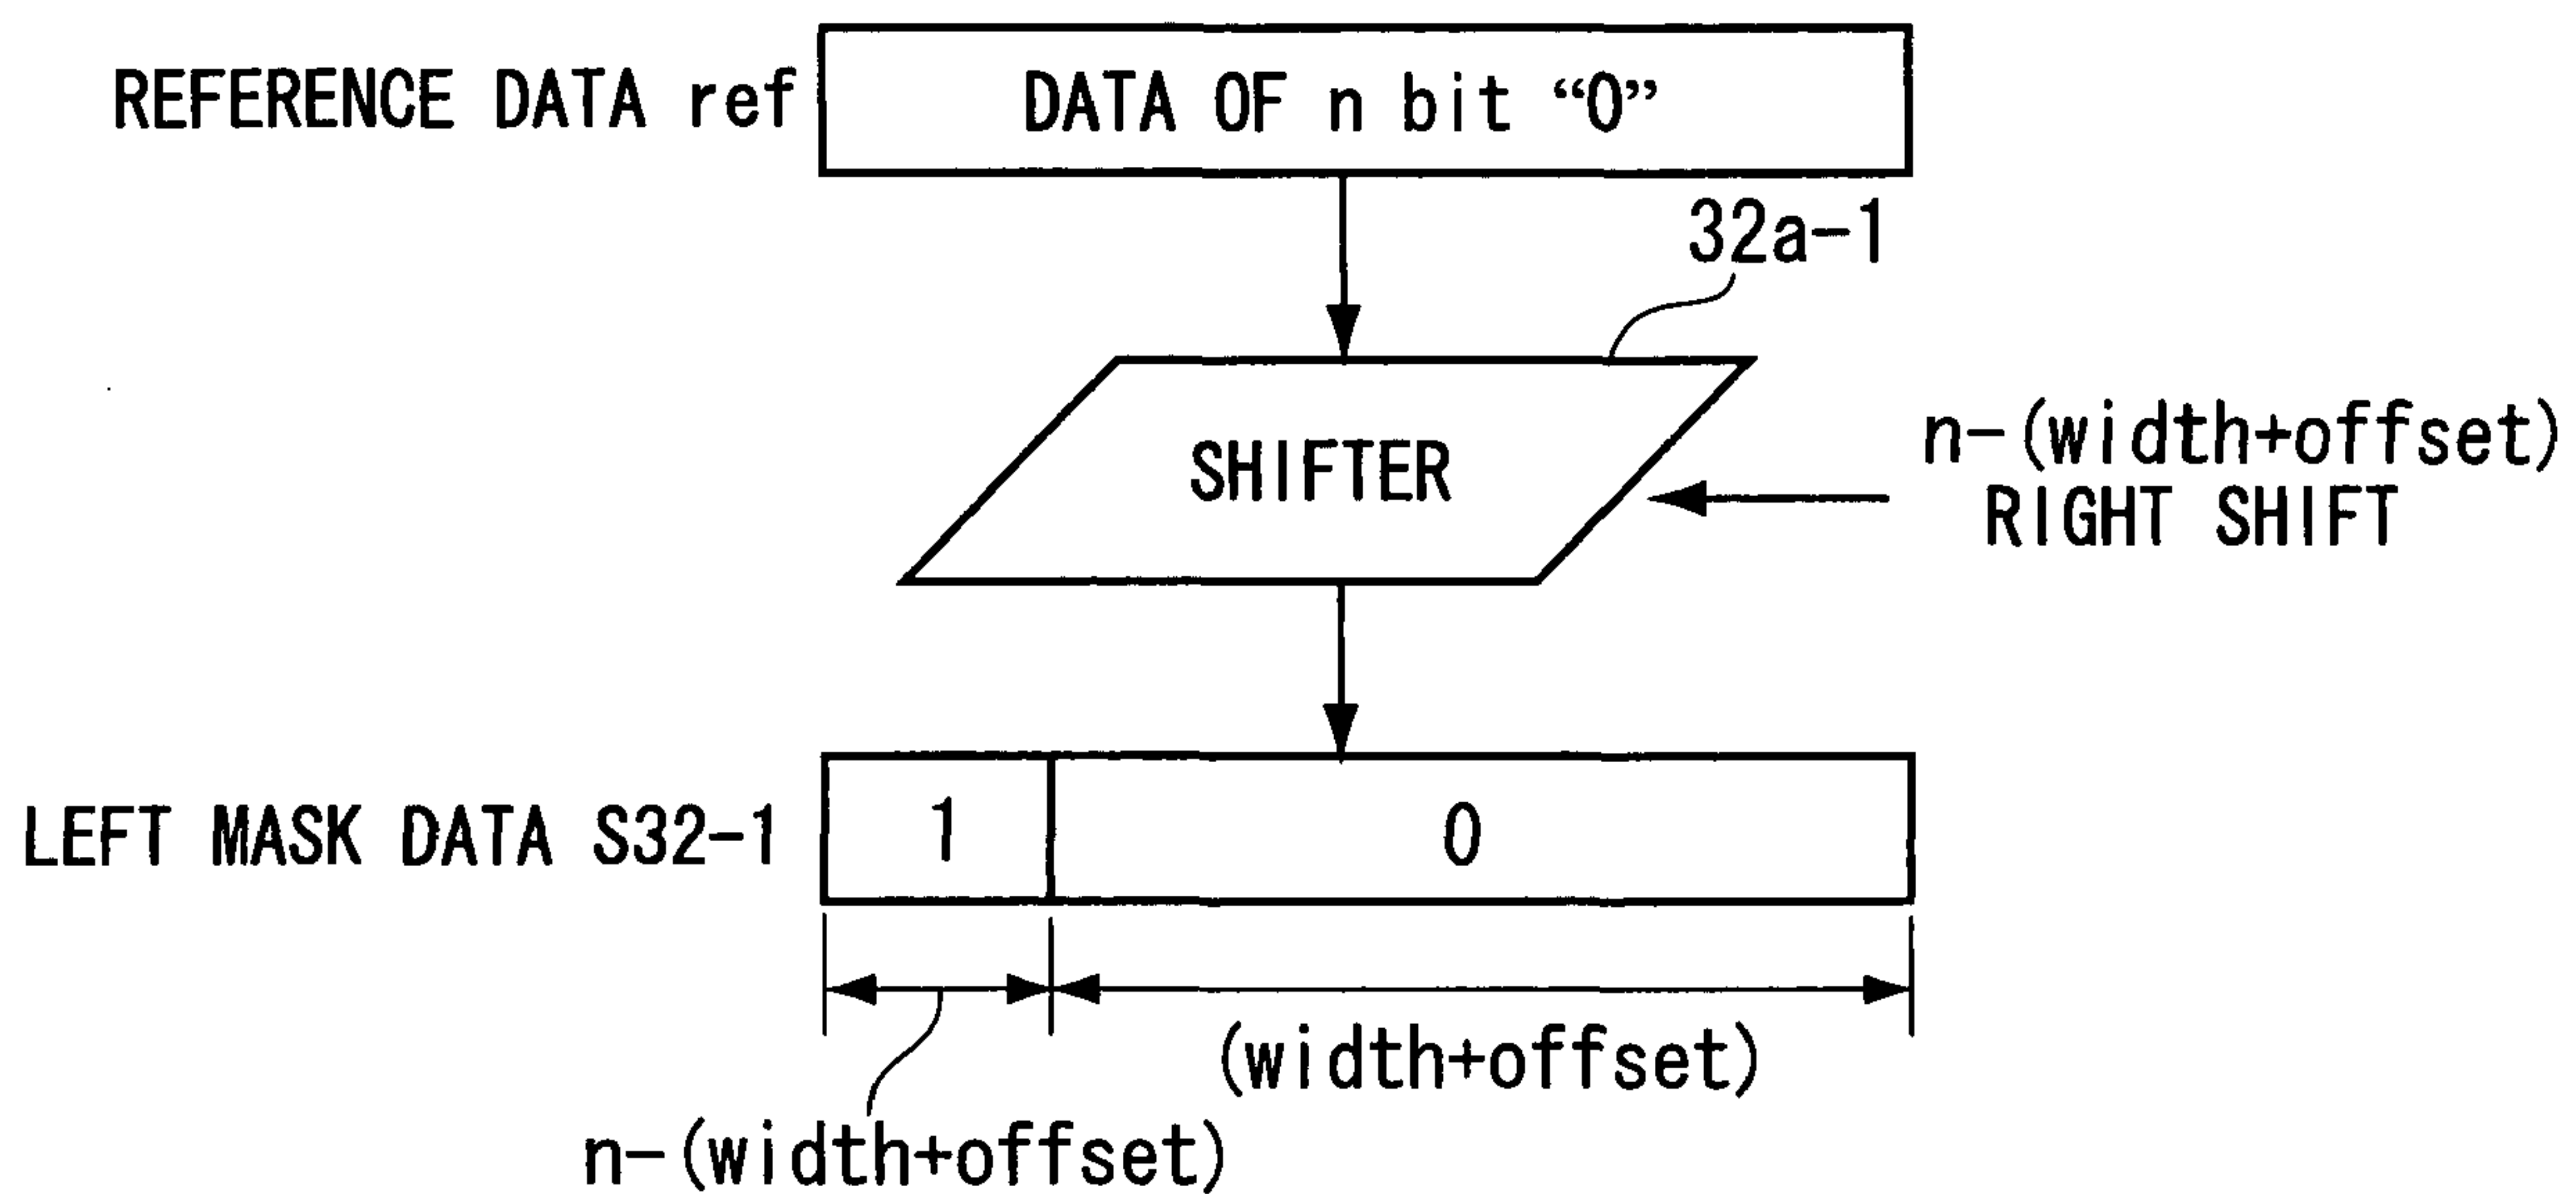 REFERENCE DATA ref
DATA OF n bit “0”
32a-1
SHIFTER
n-(width+offset)
RIGHT SHIFT
LEFT MASK DATA S32-1
1
0
(width+offset)
n-(width+offset)